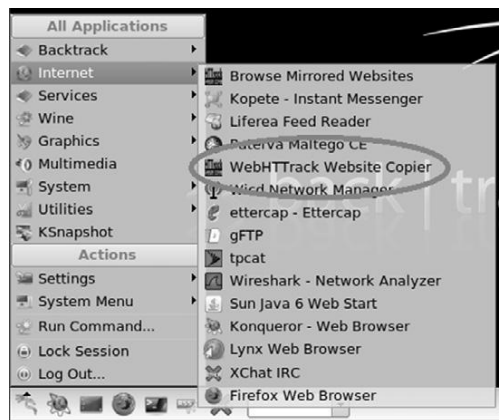 All Applications
Backtrack
Internet
Services
Wine
Graphics
Multimedia
System
Utilities
KSnapshot
Actions
Settings
System Menu
Run Command...
Lock Session
Log Out...
Browse Mirrored Websites
Kopete - Instant Messenger
Liferea Feed Reader
Paterva Maltego CE
WebHTTrack Website Copier
Wicd Network Manager
ettercap - Ettercap
gFTP
tpcat
Wireshark - Network Analyzer
Sun Java 6 Web Start
Konqueror - Web Browser
Lynx Web Browser
XChat IRC
Firefox Web Browser
back | tr